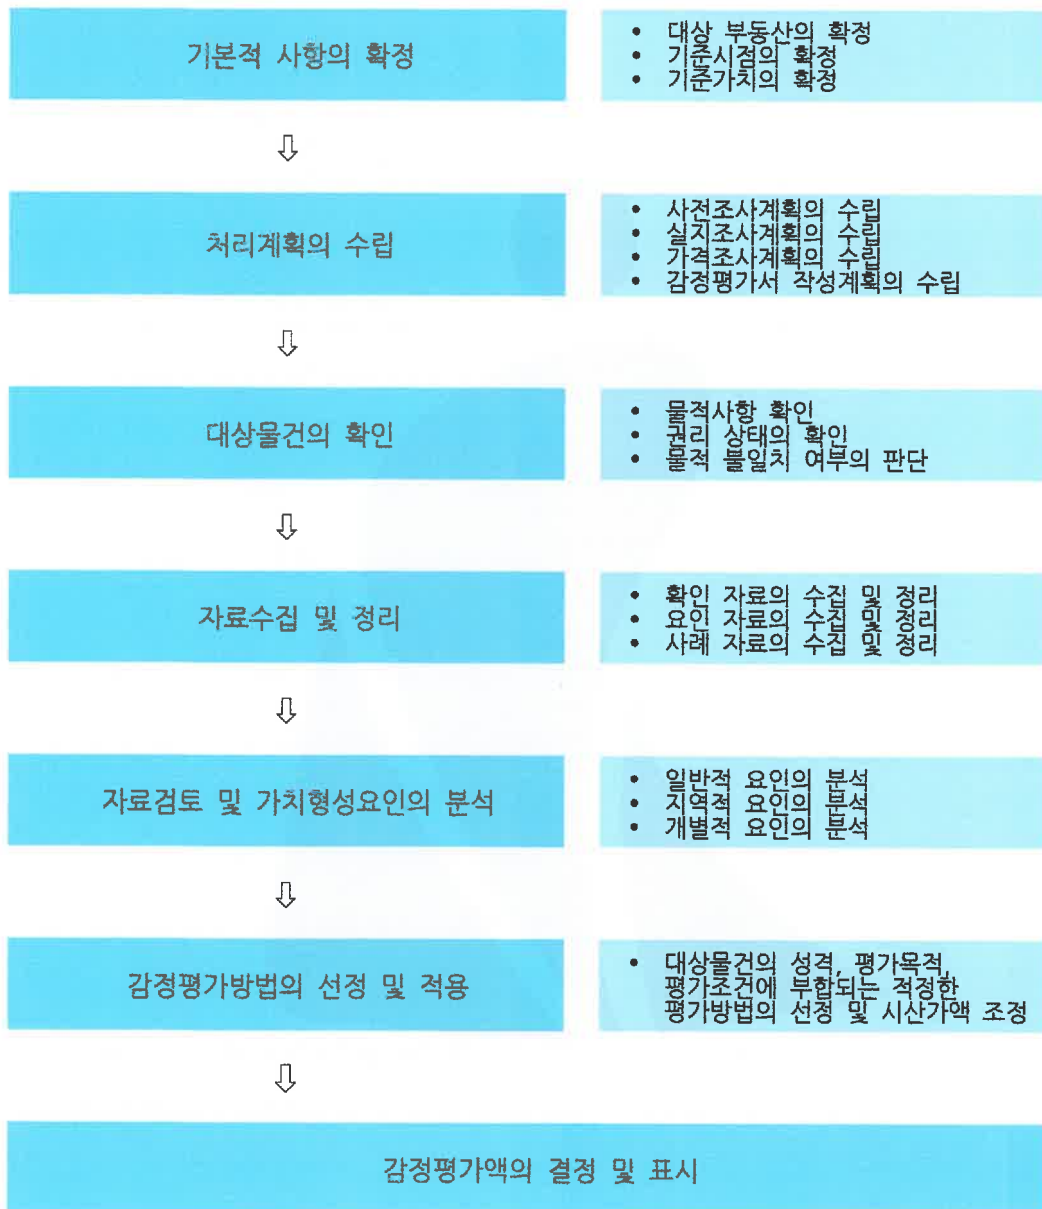 기본적 사항의 확정
• 대상 부동산의 확정
• 기준시점의 확정
• 기준가치의 확정
⇩
처리계획의 수립
• 사전조사계획의 수립
• 실지조사계획의 수립
• 가격조사계획의 수립
• 감정평가서 작성계획의 수립
⇩
대상물건의 확인
• 물적사항 확인
• 권리 상태의 확인
• 물적 불일치 여부의 판단
⇩
자료수집 및 정리
• 확인 자료의 수집 및 정리
• 요인 자료의 수집 및 정리
• 사례 자료의 수집 및 정리
⇩
자료검토 및 가치형성요인의 분석
• 일반적 요인의 분석
• 지역적 요인의 분석
• 개별적 요인의 분석
⇩
감정평가방법의 선정 및 적용
• 대상물건의 성격, 평가목적,
평가조건에 부합되는 적정한
평가방법의 선정 및 시산가액 조정
⇩
감정평가액의 결정 및 표시